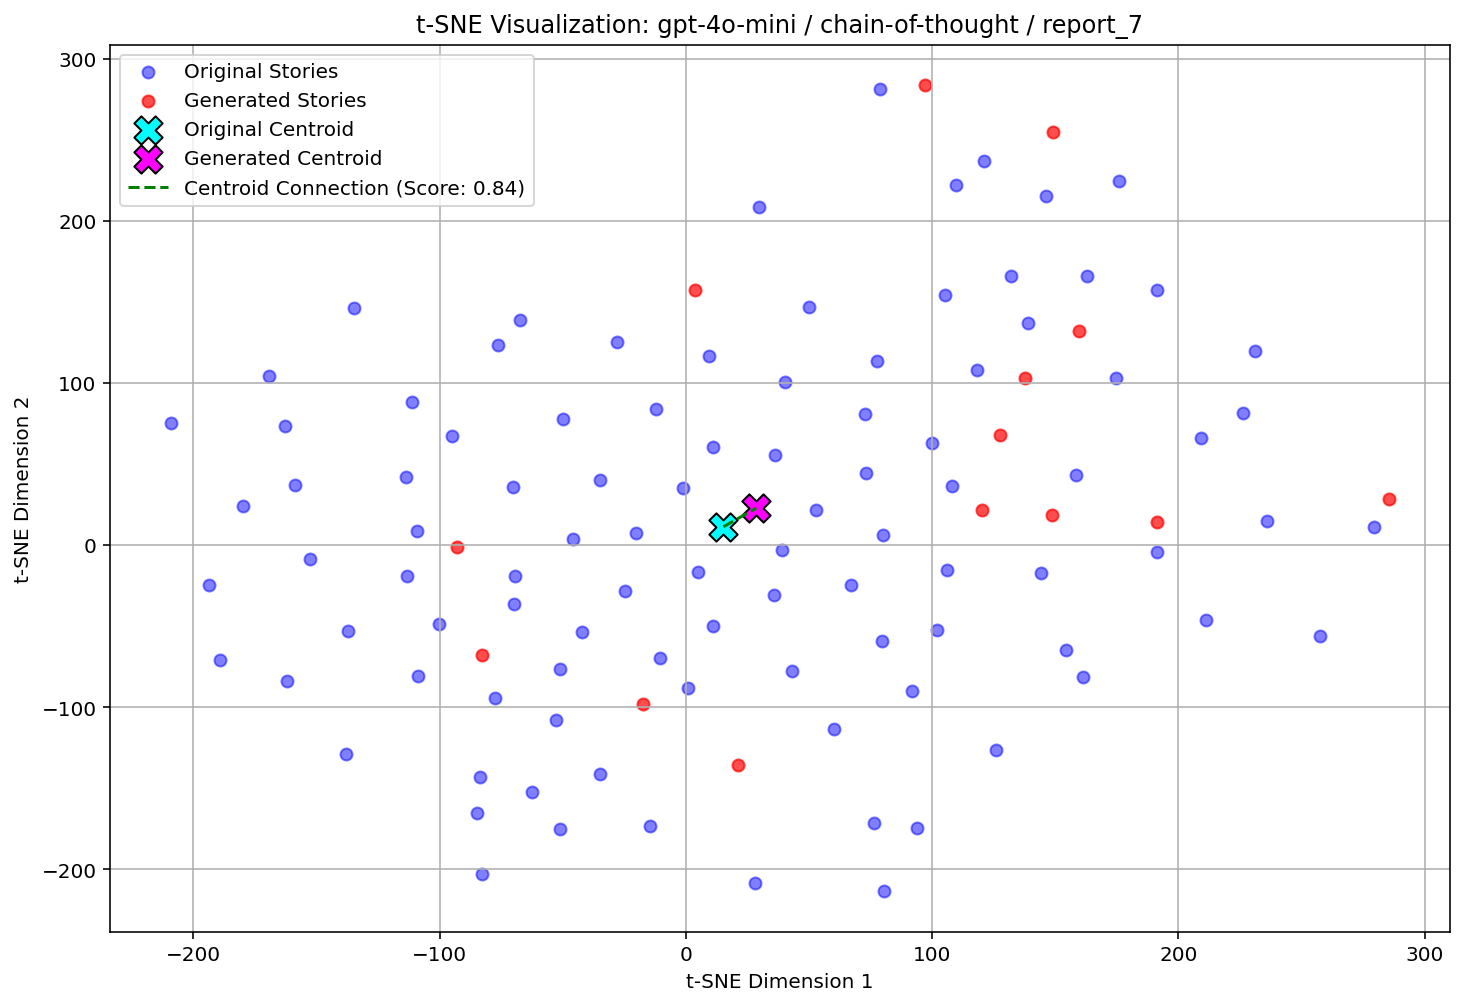 t-SNE Visualization: gpt-4o-mini / chain-of-thought / report_7
Original Stories
Generated Stories
Original Centroid
Generated Centroid
Centroid Connection (Score: 0.84)
300
200
100
0
−100
−200
t-SNE Dimension 2
−200
−100
0
100
200
300
t-SNE Dimension 1